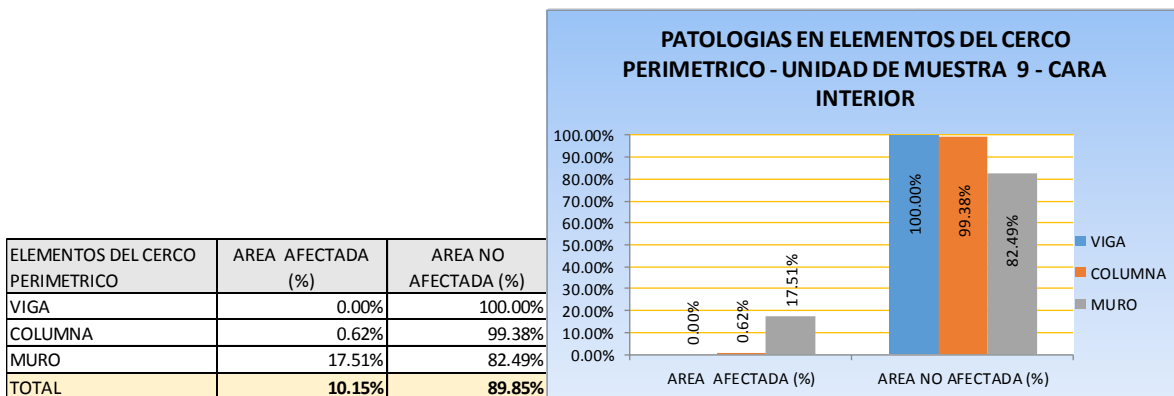 ELEMENTOS DEL CERCO PERIMETRICO AREA AFECTADA (%) AREA NO AFECTADA (%)
VIGA 0.00% 100.00%
COLUMNA 0.62% 99.38%
MURO 17.51% 82.49%
TOTAL 10.15% 89.85%
PATOLOGIAS EN ELEMENTOS DEL CERCO
PERIMETRICO - UNIDAD DE MUESTRA 9 - CARA
INTERIOR
100.00%
90.00%
80.00%
70.00%
60.00%
50.00%
40.00%
30.00%
20.00%
10.00%
0.00%
0.00%
0.62%
17.51%
100.00%
99.38%
82.49%
AREA AFECTADA (%)
AREA NO AFECTADA (%)
VIGA
COLUMNA
MURO